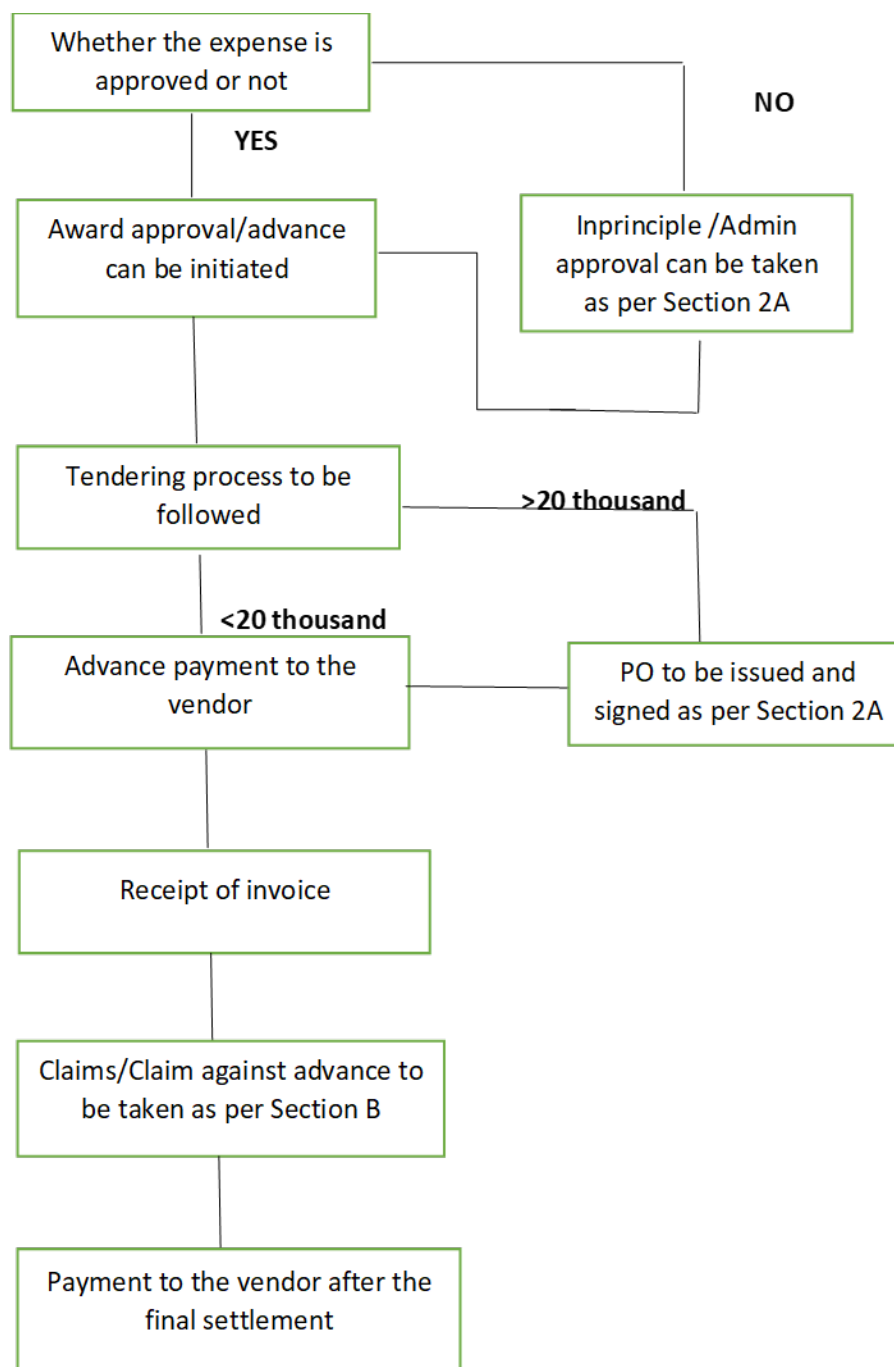 Whether the expense is
approved or not
NO
YES
Award approval/advance
can be initiated
Inprinciple /Admin
approval can be taken
as per Section 2A
Tendering process to be
followed
>20 thousand
<20 thousand
Advance payment to the
vendor
PO to be issued and
signed as per Section 2A
Receipt of invoice
Claims/Claim against advance to
be taken as per Section B
Payment to the vendor after the
final settlement